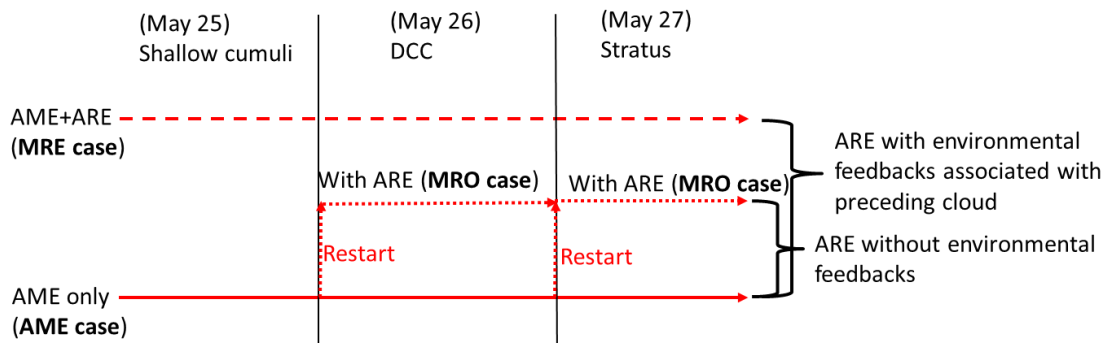 (May 25)
Shallow cumuli
(May 26)
DCC
(May 27)
Stratus
AME+ARE
(MRE case)
With ARE (MRO case)
With ARE (MRO case)
ARE with environmental
feedbacks associated with
preceding cloud
ARE without environmental
feedbacks
Restart
Restart
AME only
(AME case)